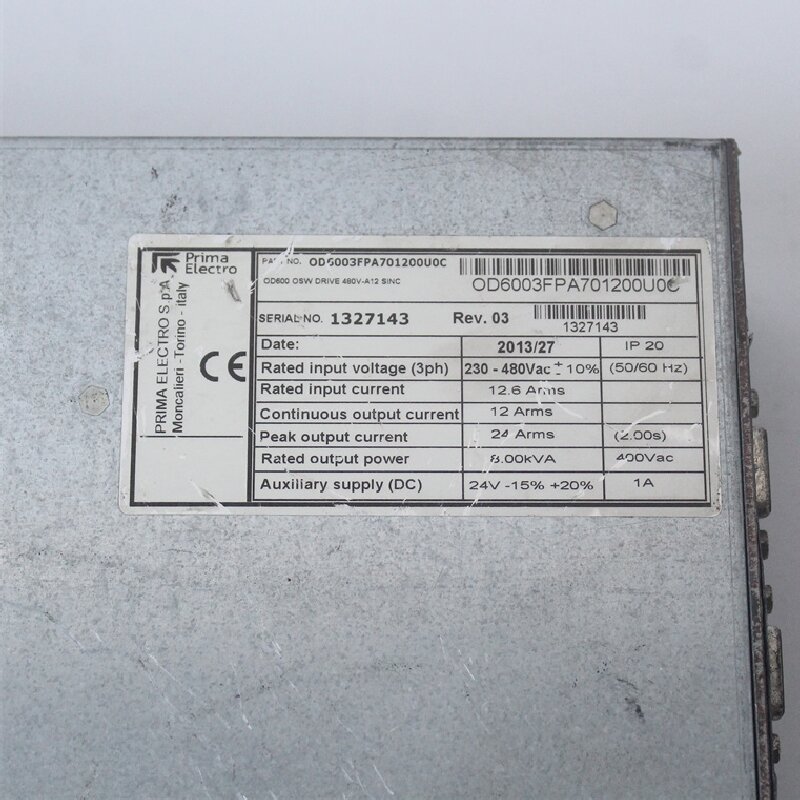 Prima
Electro
PRIMA ELECTRO S.p.A.
Moncalieri - Torino - italy
CE
PART NO. OD6003FPA701200U0C
OD6003FPA701200U0C
OD600 OSW DRIVE 480V-A12 SINC
SERIAL NO. 1327143 Rev. 03
1327143
Date: 2013/27 IP 20
Rated input voltage (3ph) 230 - 480Vac ± 10% (50/60 Hz)
Rated input current 12.6 Arms
Continuous output current 12 Arms
Peak output current 24 Arms (2.00s)
Rated output power 8.00kVA 400Vac
Auxiliary supply (DC) 24V -15% +20% 1A